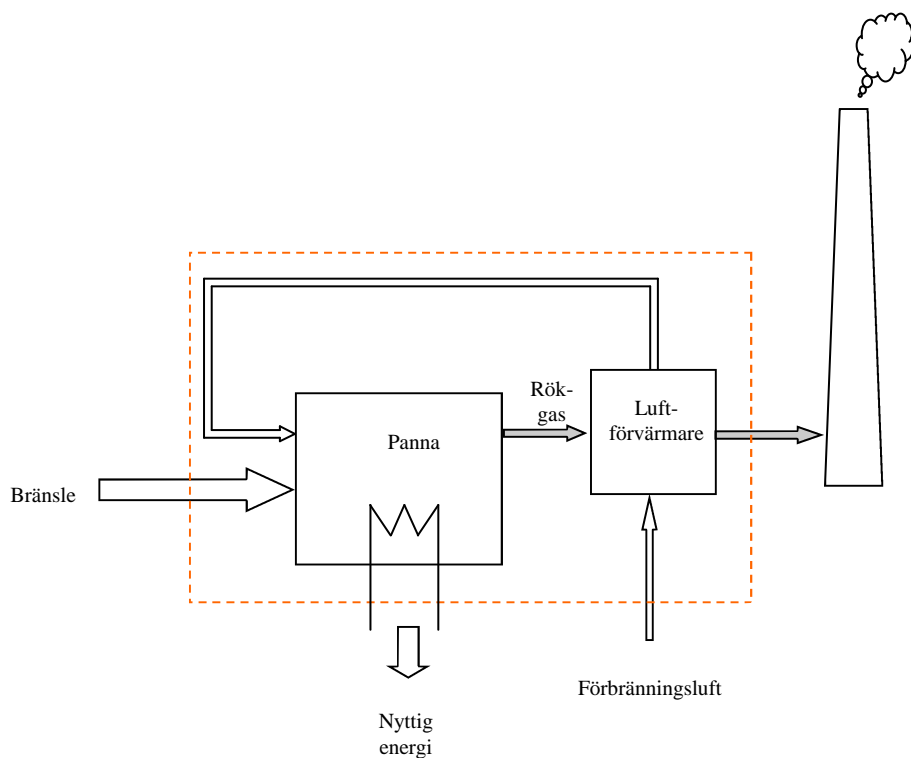 Rök-
gas
Luft-
förvärmare
Panna
Bränsle
Förbränningsluft
Nyttig
energi